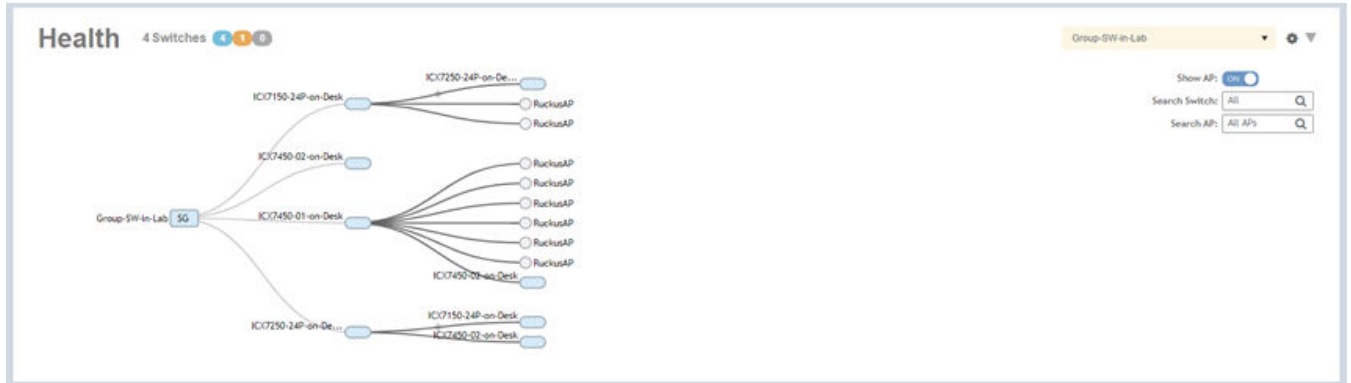 Health 4 Switches 4 1 0
Group-SW-in-Lab
Show AP: ON
Search Switch: All
Search AP: All APs
ICX7250-24P-on-De...
ICX7150-24P-on-Desk
RuckusAP
RuckusAP
ICX7450-02-on-Desk
RuckusAP
RuckusAP
RuckusAP
Group-SW-in-Lab SG
ICX7450-01-on-Desk
RuckusAP
RuckusAP
RuckusAP
ICX7450-02-on-Desk
ICX7150-24P-on-Desk
ICX7250-24P-on-De...
ICX7450-02-on-Desk